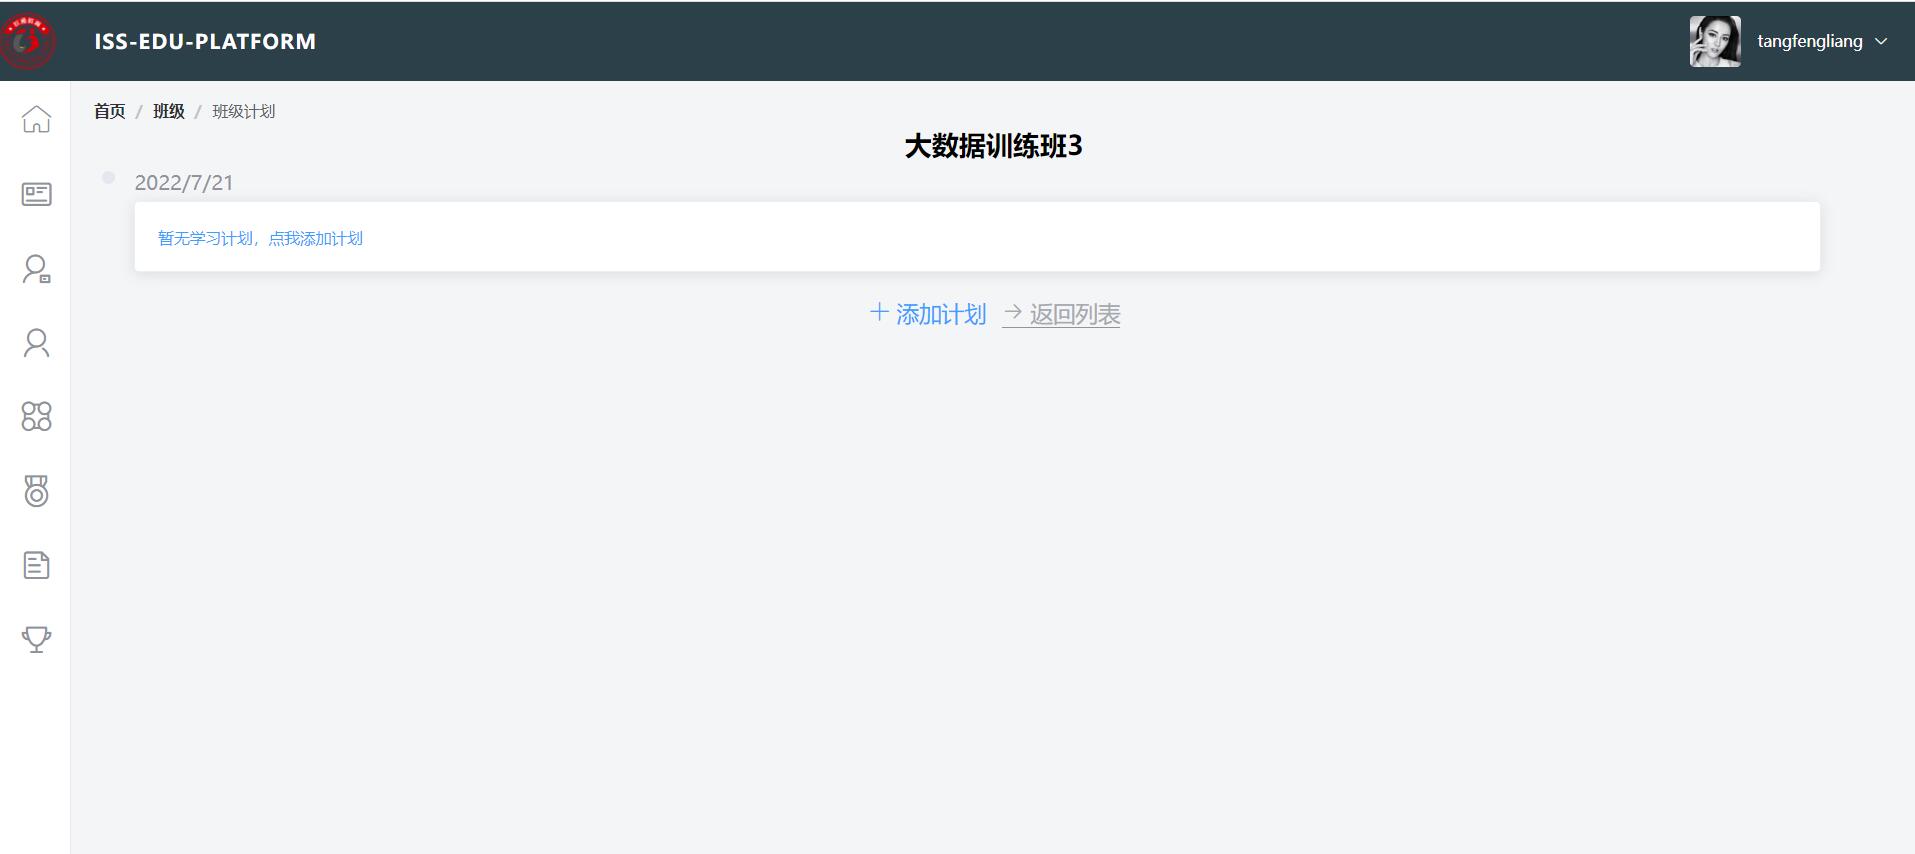 ISS-EDU-PLATFORM
tangfengliang
首页 / 班级 / 班级计划
大数据训练班3
2022/7/21
暂无学习计划，点我添加计划
添加计划 返回列表